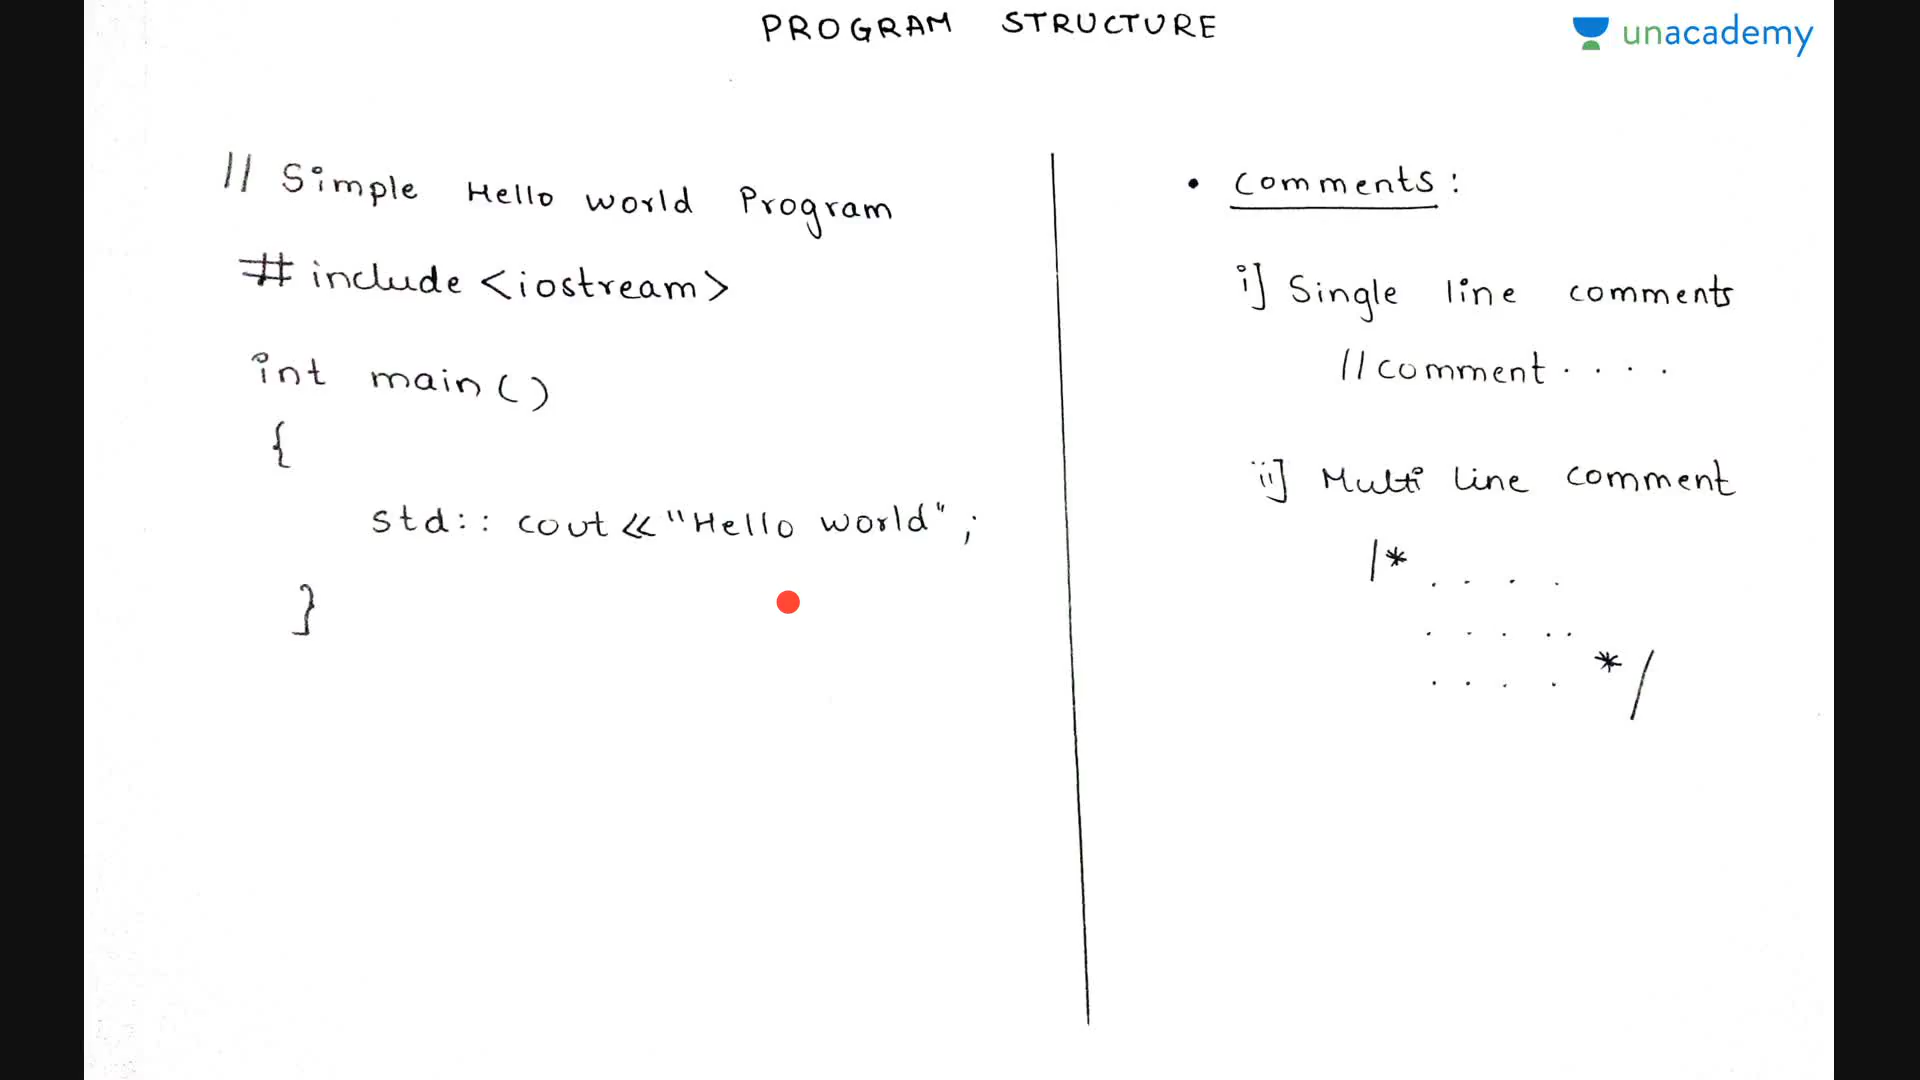 PROGRAM STRUCTURE
unacademy
// Simple Hello world Program
# include <iostream>
int main()
{
std:: cout << "Hello world";
}
• comments:
i] Single line comments
//comment . . . .
ii] Multi line comment
/* . . . .
. . . . .
. . . . */